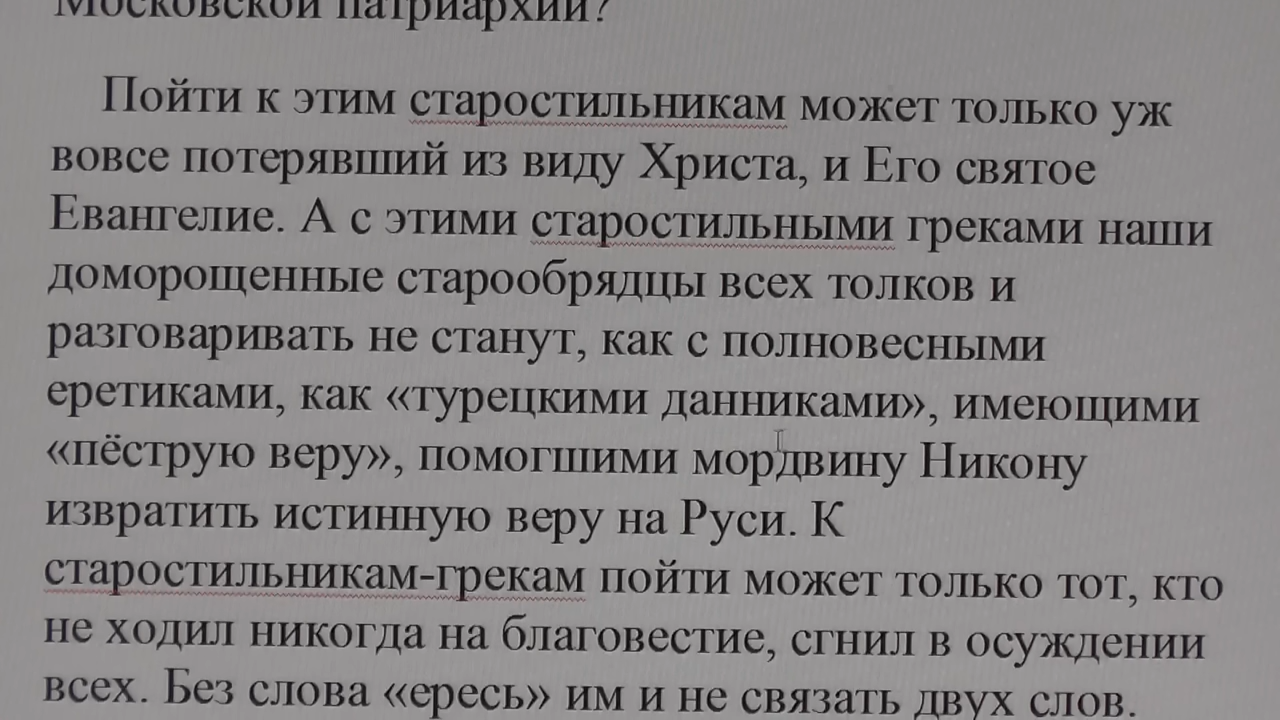 Московской патриархии?
Пойти к этим старостильникам может только уж
вовсе потерявший из виду Христа, и Его святое
Евангелие. А с этими старостильными греками наши
доморощенные старообрядцы всех толков и
разговаривать не станут, как с полновесными
еретиками, как «турецкими данниками», имеющими
«пёструю веру», помогшими мордвину Никону
извратить истинную веру на Руси. К
старостильникам-грекам пойти может только тот, кто
не ходил никогда на благовестие, сгнил в осуждении
всех. Без слова «ересь» им и не связать двух слов.